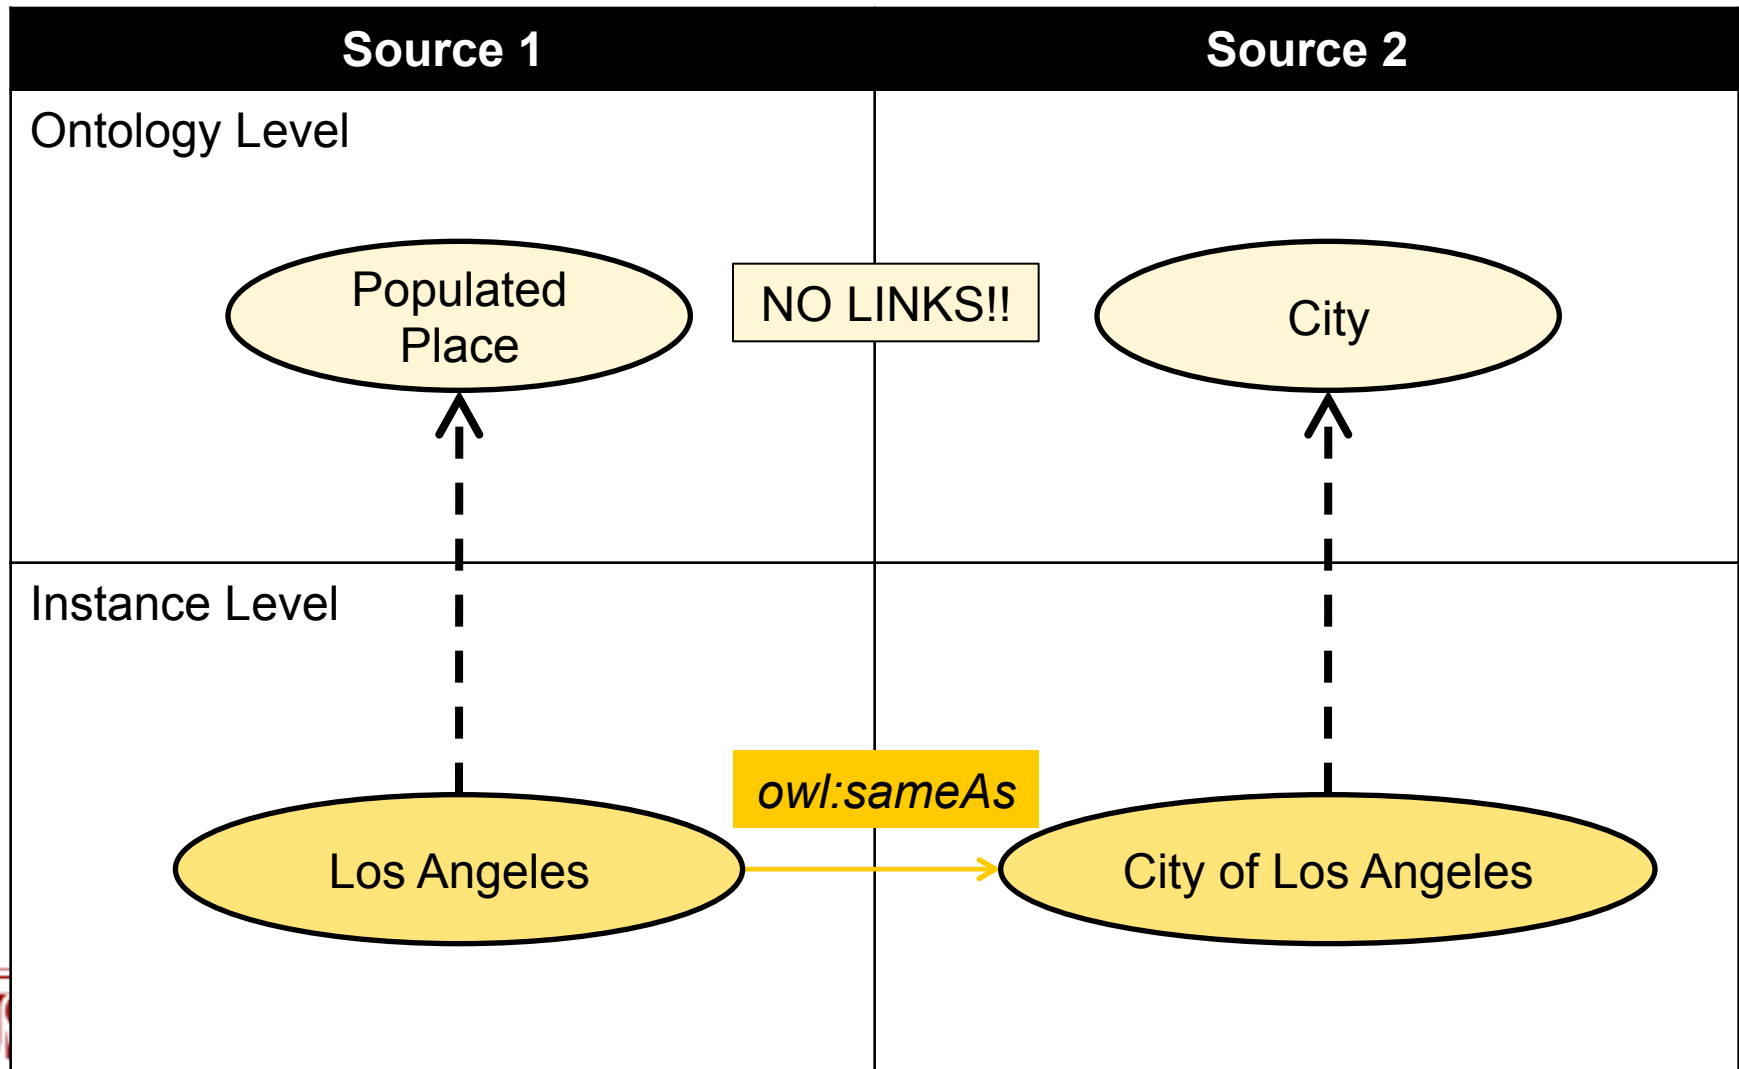 Source 1
Source 2
Ontology Level
Populated
Place
NO LINKS!!
City
Instance Level
owl:sameAs
Los Angeles
City of Los Angeles